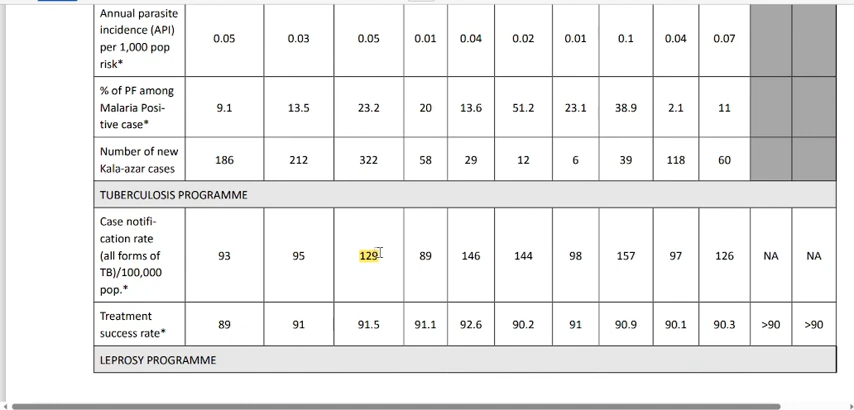 Annual parasite
incidence (API)
per 1,000 pop
risk*
0.05 0.03 0.05 0.01 0.04 0.02 0.01 0.1 0.04 0.07
% of PF among
Malaria Posi-
tive case*
9.1 13.5 23.2 20 13.6 51.2 23.1 38.9 2.1 11
Number of new
Kala-azar cases
186 212 322 58 29 12 6 39 118 60
TUBERCULOSIS PROGRAMME
Case notifi-
cation rate
(all forms of
TB)/100,000
pop.*
93 95 129 89 146 144 98 157 97 126 NA NA
Treatment
success rate*
89 91 91.5 91.1 92.6 90.2 91 90.9 90.1 90.3 >90 >90
LEPROSY PROGRAMME